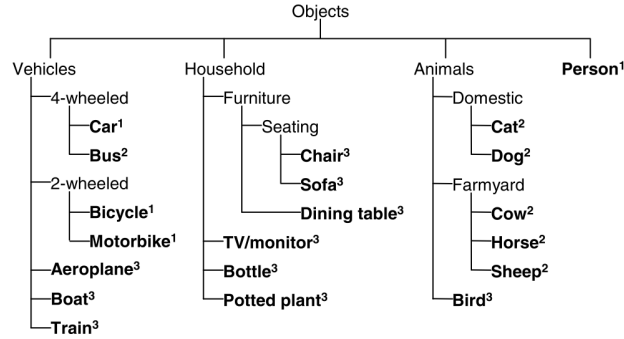 Objects
Vehicles
4-wheeled
Car¹
Bus²
2-wheeled
Bicycle¹
Motorbike¹
Aeroplane³
Boat³
Train³
Household
Furniture
Seating
Chair³
Sofa³
Dining table³
TV/monitor³
Bottle³
Potted plant³
Animals
Domestic
Cat²
Dog²
Farmyard
Cow²
Horse²
Sheep²
Bird³
Person¹